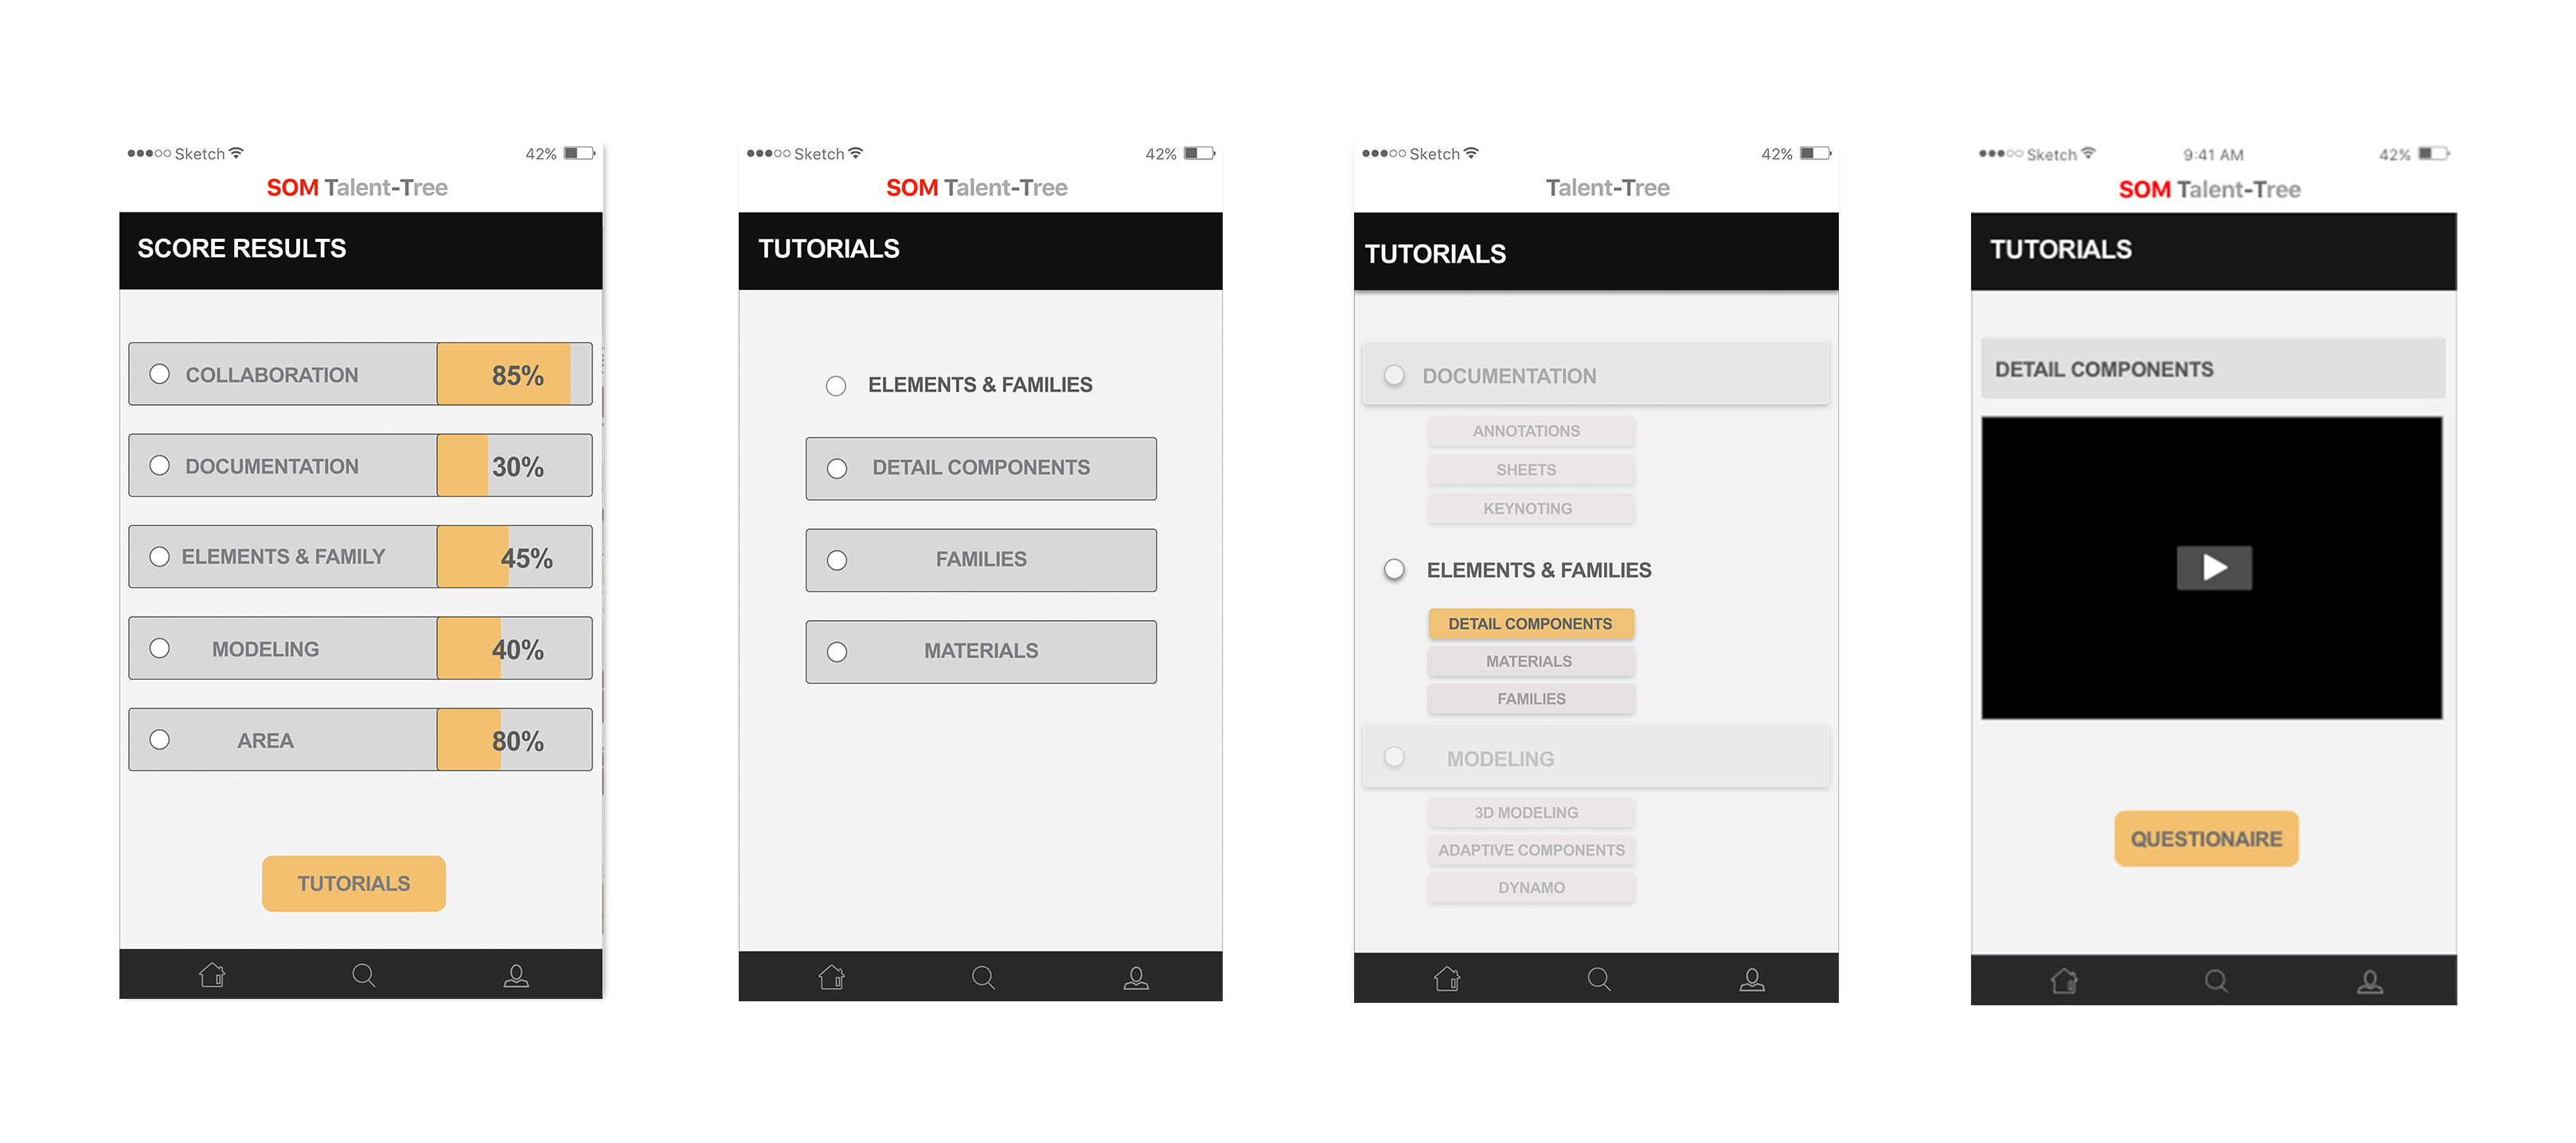 Sketch 42%
SOM Talent-Tree
SCORE RESULTS
COLLABORATION 85%
DOCUMENTATION 30%
ELEMENTS & FAMILY 45%
MODELING 40%
AREA 80%
TUTORIALS
Sketch 42%
SOM Talent-Tree
TUTORIALS
ELEMENTS & FAMILIES
DETAIL COMPONENTS
FAMILIES
MATERIALS
Sketch 42%
Talent-Tree
TUTORIALS
DOCUMENTATION
ANNOTATIONS
SHEETS
KEYNOTING
ELEMENTS & FAMILIES
DETAIL COMPONENTS
MATERIALS
FAMILIES
MODELING
3D MODELING
ADAPTIVE COMPONENTS
DYNAMO
Sketch 9:41 AM 42%
SOM Talent-Tree
TUTORIALS
DETAIL COMPONENTS
QUESTIONAIRE